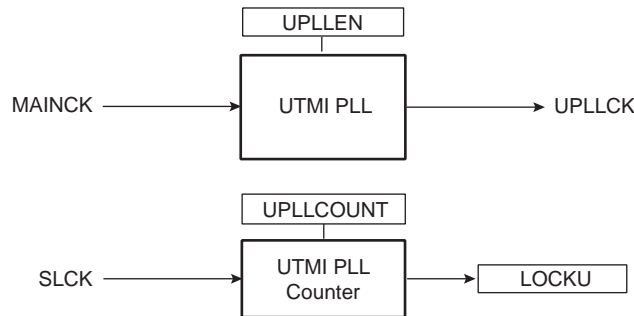 UPLLEN
MAINCK
UTMI PLL
UPLLCK
UPLLCOUNT
SLCK
UTMI PLL
Counter
LOCKU